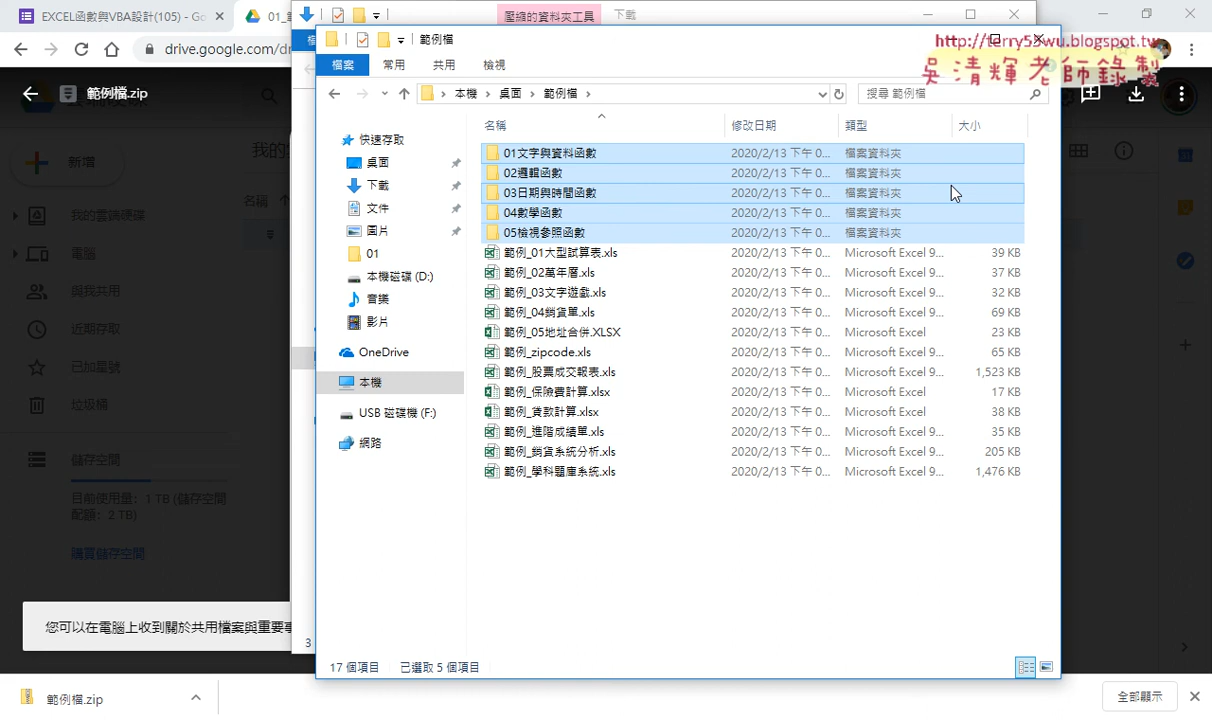 EXCEL函數與VBA設計(105) - Go
01_範
drive.google.com/dr
壓縮的資料夾工具
下載
範例檔
http://terry55wu.blogspot.tw
吳清輝老師錄製
檔案
常用
共用
檢視
範例檔.zip
本機
桌面
範例檔
搜尋 範例檔
新增
我的雲端硬碟
電腦
與我共用
近期存取
已加星號
垃圾桶
儲存空間
目前使用量：1 TB (儲存空間
配額：2 TB)
購買儲存空間
名稱
快速存取
桌面
下載
文件
圖片
01
本機磁碟 (D:)
音樂
影片
OneDrive
本機
USB 磁碟機 (F:)
網路
名稱 修改日期 類型 大小
01文字與資料函數 2020/2/13 下午 0... 檔案資料夾
02邏輯函數 2020/2/13 下午 0... 檔案資料夾
03日期與時間函數 2020/2/13 下午 0... 檔案資料夾
04數學函數 2020/2/13 下午 0... 檔案資料夾
05檢視參照函數 2020/2/13 下午 0... 檔案資料夾
範例_01大型試算表.xls 2020/2/13 下午 0... Microsoft Excel 9... 39 KB
範例_02萬年曆.xls 2020/2/13 下午 0... Microsoft Excel 9... 37 KB
範例_03文字遊戲.xls 2020/2/13 下午 0... Microsoft Excel 9... 32 KB
範例_04銷貨單.xls 2020/2/13 下午 0... Microsoft Excel 9... 69 KB
範例_05地址合併.XLSX 2020/2/13 下午 0... Microsoft Excel 23 KB
範例_zipcode.xls 2020/2/13 下午 0... Microsoft Excel 9... 65 KB
範例_股票成交報表.xls 2020/2/13 下午 0... Microsoft Excel 9... 1,523 KB
範例_保險費計算.xlsx 2020/2/13 下午 0... Microsoft Excel 17 KB
範例_貸款計算.xlsx 2020/2/13 下午 0... Microsoft Excel 38 KB
範例_進階成績單.xls 2020/2/13 下午 0... Microsoft Excel 9... 35 KB
範例_銷貨系統分析.xls 2020/2/13 下午 0... Microsoft Excel 9... 205 KB
範例_學科題庫系統.xls 2020/2/13 下午 0... Microsoft Excel 9... 1,476 KB
您可以在電腦上收到關於共用檔案與重要事
3
17 個項目 已選取 5 個項目
範例檔.zip
全部顯示